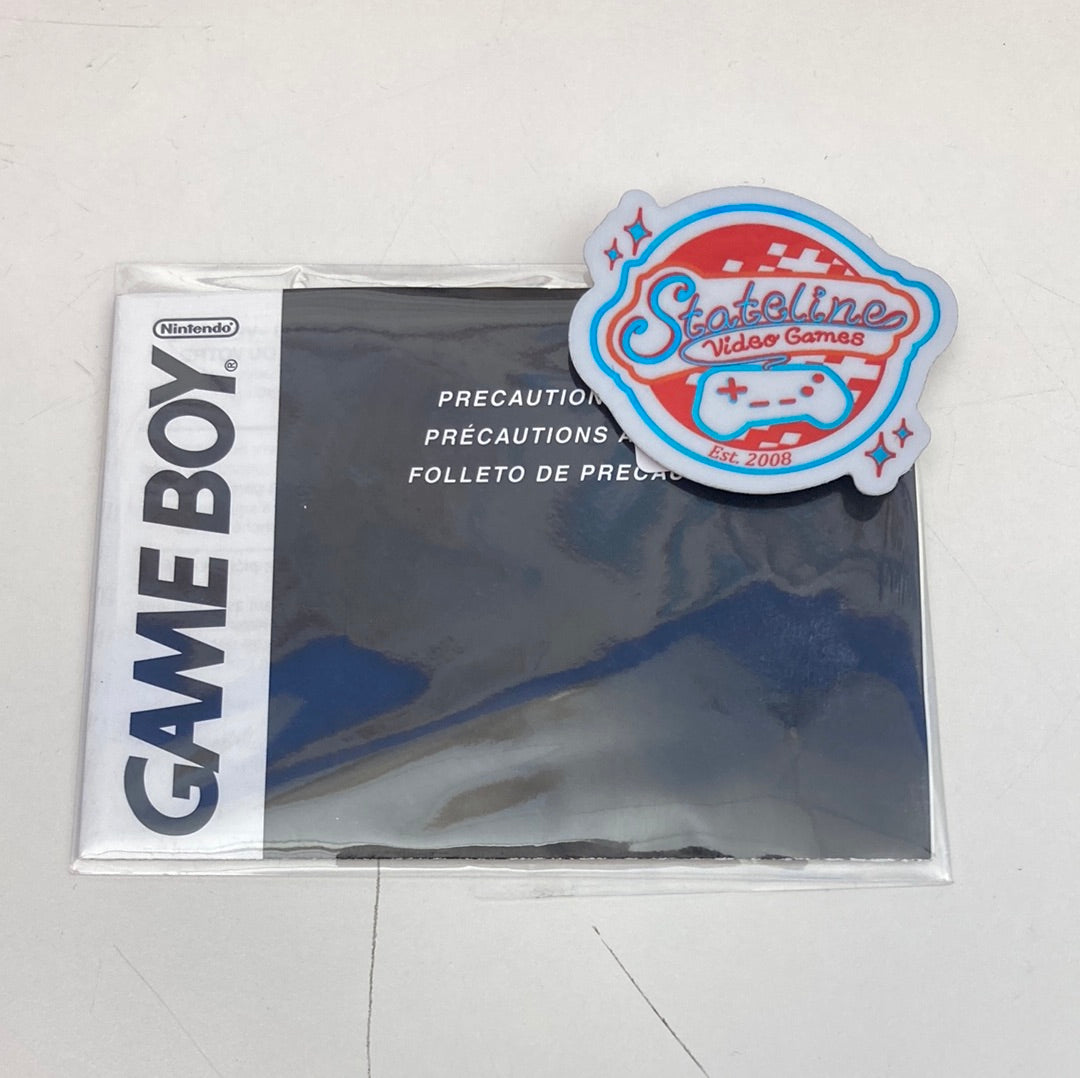 Nintendo®
GAME BOY®
PRECAUTION
PRÉCAUTIONS
FOLLETO DE PRECAU
Stateline
Video Games
Est. 2008